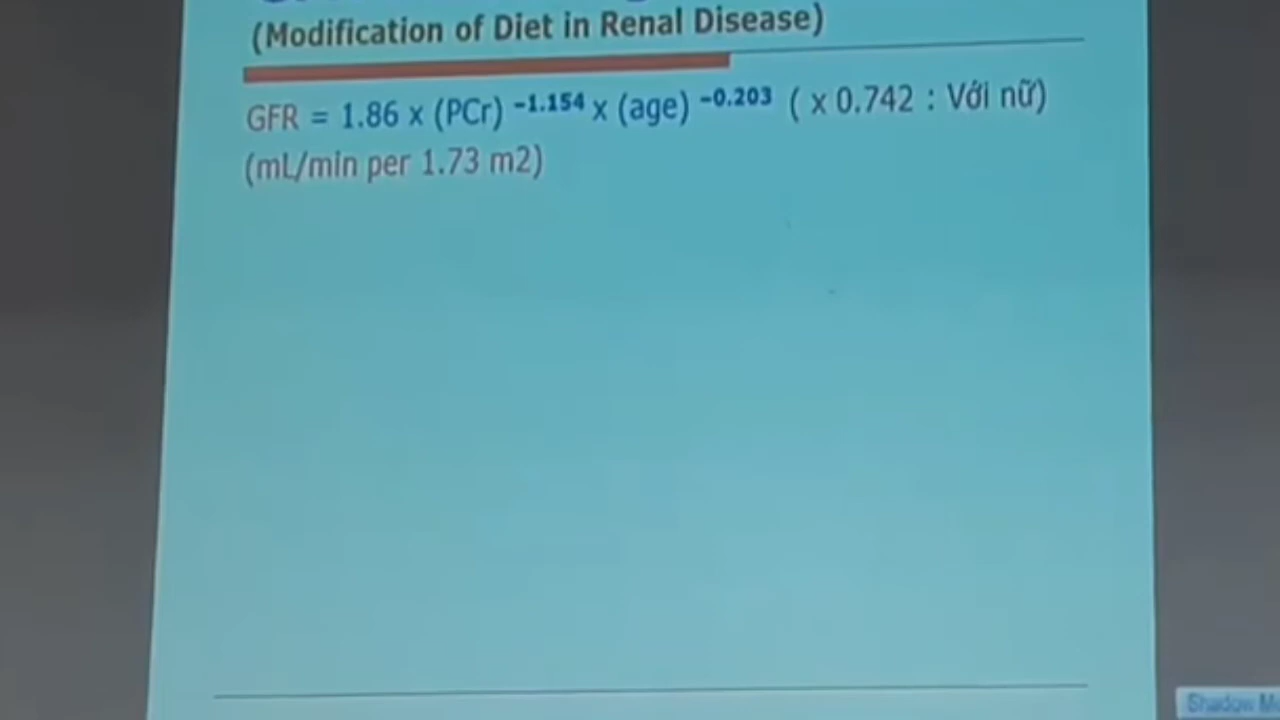 (Modification of Diet in Renal Disease)
GFR = 1.86 x (PCr) −1.154 x (age) −0.203 ( x 0.742 : Với nữ)
(mL/min per 1.73 m2)
Shadow